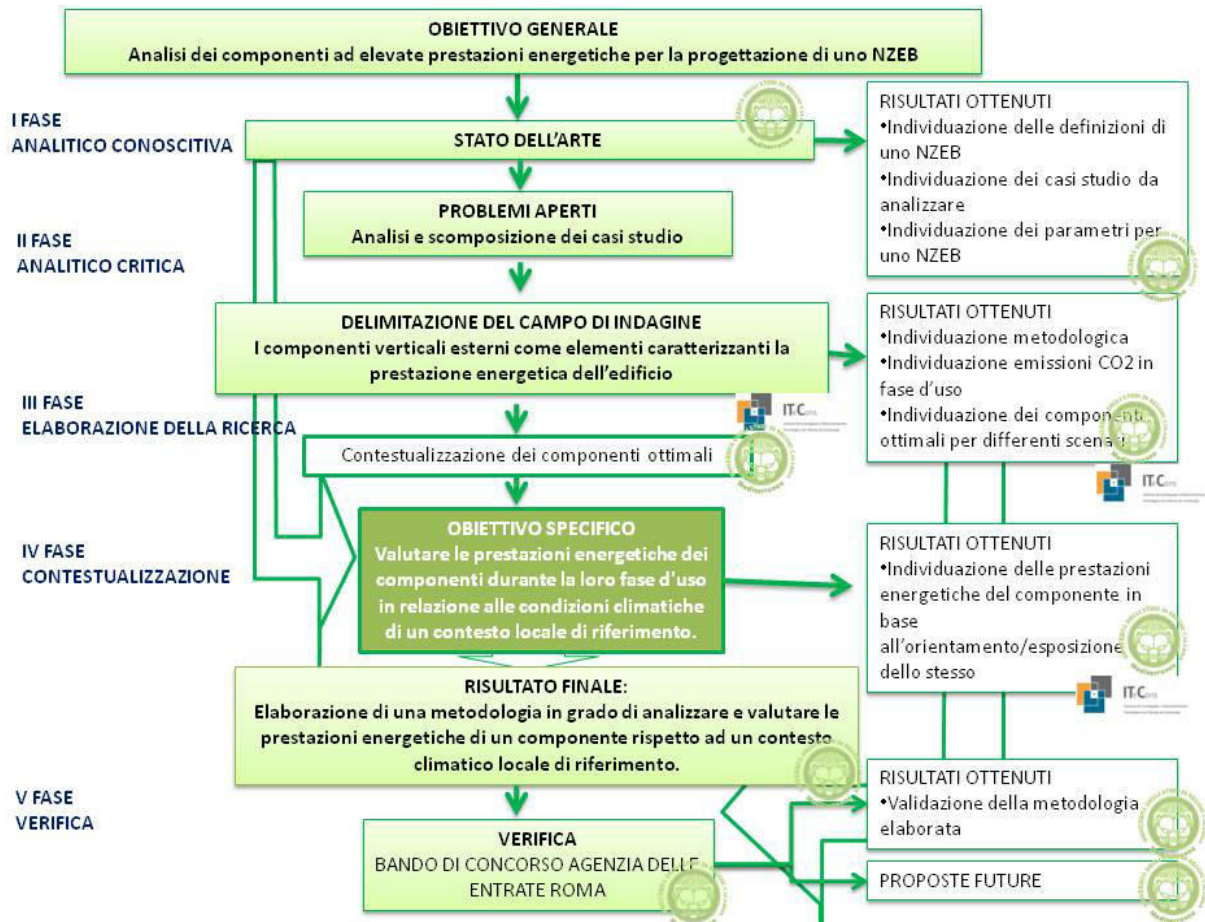 OBIETTIVO GENERALE
Analisi dei componenti ad elevate prestazioni energetiche per la progettazione di uno NZEB
I FASE
ANALITICO CONOSCITIVA
STATO DELL'ARTE
RISULTATI OTTENUTI
•Individuazione delle definizioni di
uno NZEB
•Individuazione dei casi studio da
analizzare
•Individuazione dei parametri per
uno NZEB
PROBLEMI APERTI
Analisi e scomposizione dei casi studio
II FASE
ANALITICO CRITICA
DELIMITAZIONE DEL CAMPO DI INDAGINE
I componenti verticali esterni come elementi caratterizzanti la
prestazione energetica dell'edificio
RISULTATI OTTENUTI
•Individuazione metodologica
•Individuazione emissioni CO2 in
fase d'uso
•Individuazione dei componenti
ottimali per differenti scenari
III FASE
ELABORAZIONE DELLA RICERCA
ITeCons
Contestualizzazione dei componenti ottimali
Mediterranea
ITeCons
IV FASE
CONTESTUALIZZAZIONE
OBIETTIVO SPECIFICO
Valutare le prestazioni energetiche dei
componenti durante la loro fase d'uso
in relazione alle condizioni climatiche
di un contesto locale di riferimento.
RISULTATI OTTENUTI
•Individuazione delle prestazioni
energetiche del componente in
base
all'orientamento/esposizione
dello stesso
ITeCons
RISULTATO FINALE:
Elaborazione di una metodologia in grado di analizzare e valutare le
prestazioni energetiche di un componente rispetto ad un contesto
climatico locale di riferimento.
V FASE
VERIFICA
RISULTATI OTTENUTI
•Validazione della metodologia
elaborata
VERIFICA
BANDO DI CONCORSO AGENZIA DELLE
ENTRATE ROMA
PROPOSTE FUTURE